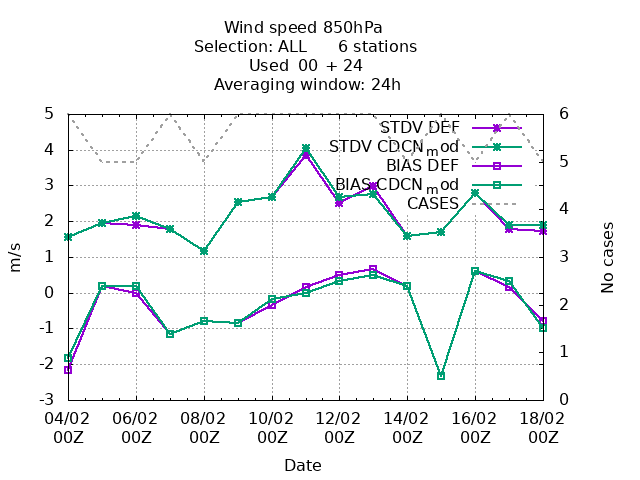 Wind speed 850hPa
Selection: ALL 6 stations
Used 00 + 24
Averaging window: 24h
5 6
STDV DEF
4 STDV CDCN_mod
5
BIAS DEF
3 BIAS CDCN_mod
CASES
4
2
m/s
No cases
1 3
0
2
-1
-2 1
-3 0
04/02 06/02 08/02 10/02 12/02 14/02 16/02 18/02
00Z 00Z 00Z 00Z 00Z 00Z 00Z 00Z
Date